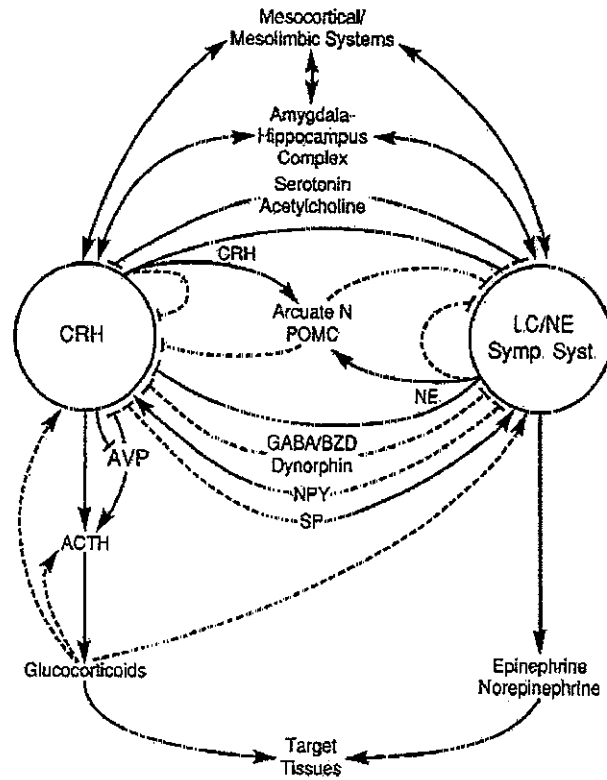 Mesocortical/
Mesolimbic Systems
Amygdala-
Hippocampus
Complex
Serotonin
Acetylcholine
CRH
CRH
Arcuate N
POMC
LC/NE
Symp. Syst.
NE
GABA/BZD
Dynorphin
AVP
NPY
SP
ACTH
Glucocorticoids
Epinephrine
Norepinephrine
Target
Tissues